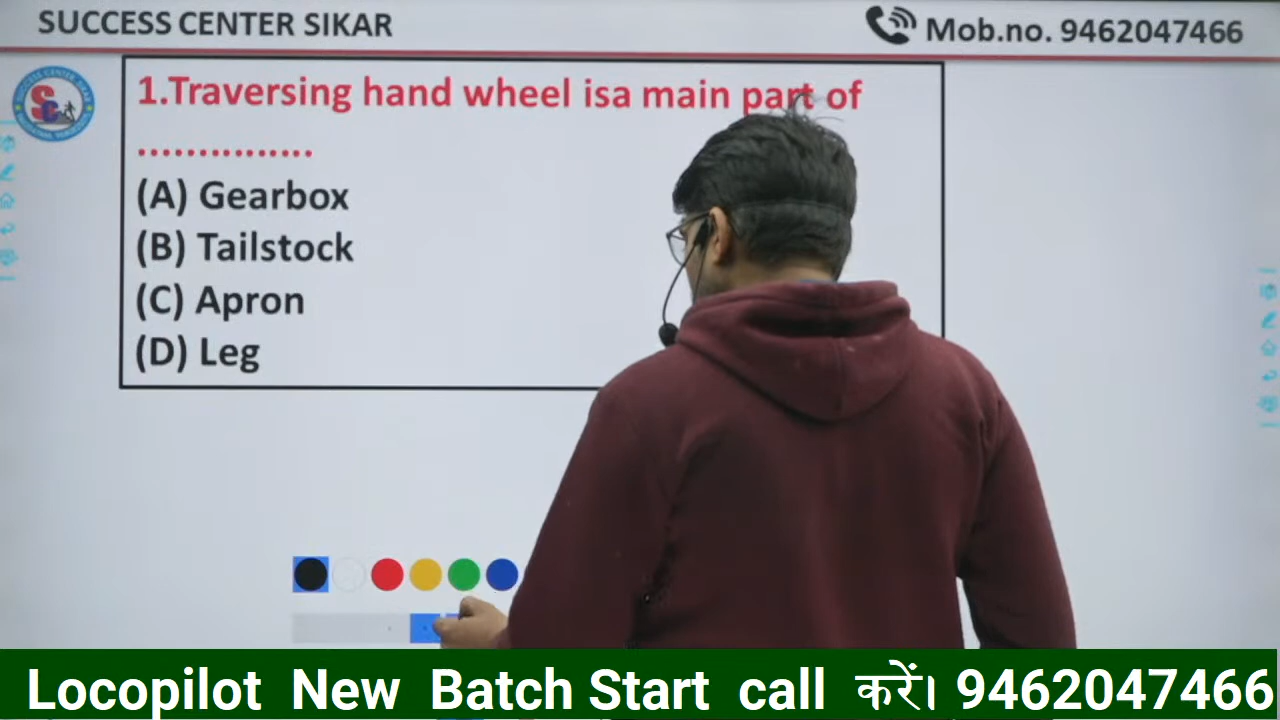 SUCCESS CENTER SIKAR
Mob.no. 9462047466
1.Traversing hand wheel isa main part of
...............
(A) Gearbox
(B) Tailstock
(C) Apron
(D) Leg
Locopilot New Batch Start call करें। 9462047466